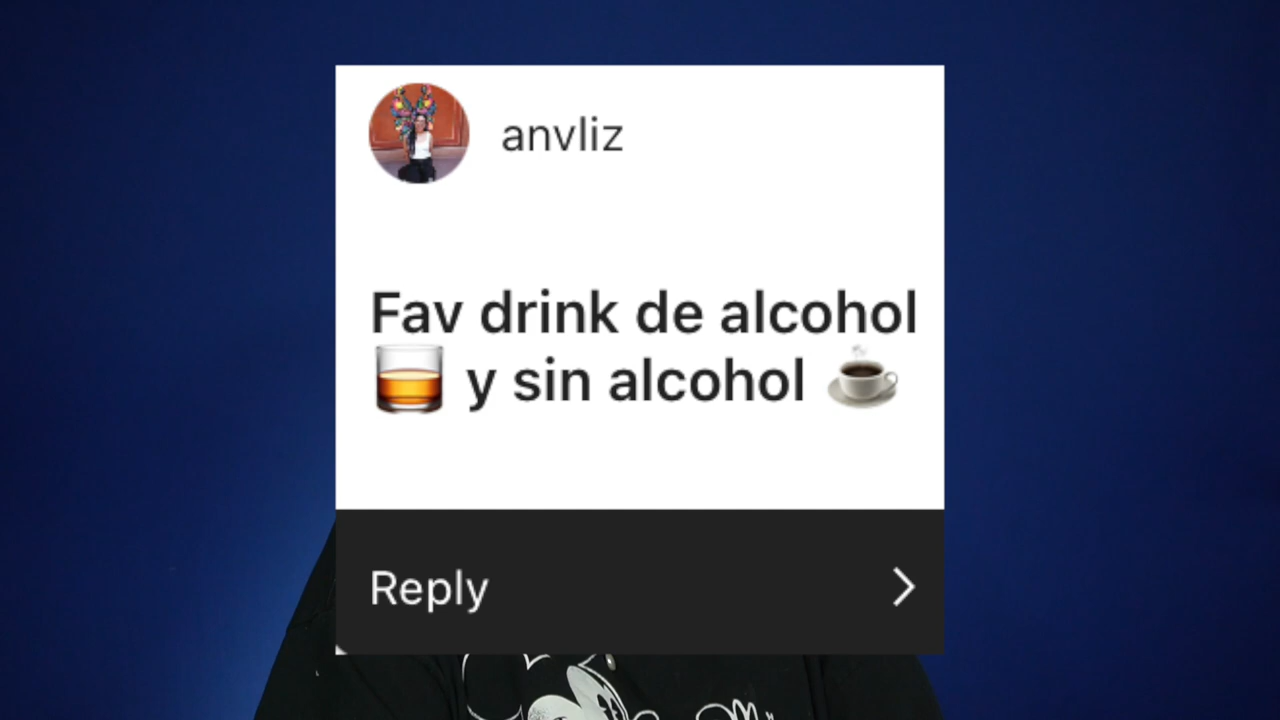 anvliz
Fav drink de alcohol
🥃 y sin alcohol ☕
Reply